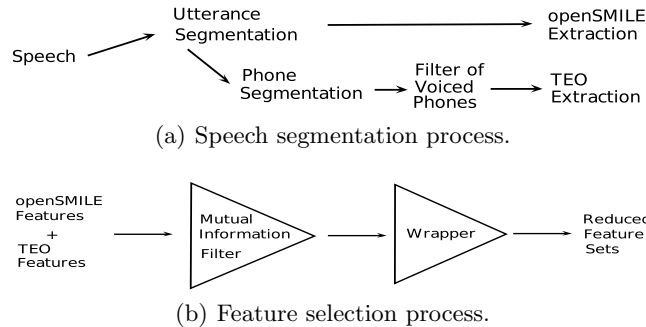 Speech
Utterance
Segmentation
openSMILE
Extraction
Phone
Segmentation
Filter of
Voiced
Phones
TEO
Extraction
(a) Speech segmentation process.
openSMILE
Features
+
TEO
Features
Mutual
Information
Filter
Wrapper
Reduced
Feature
Sets
(b) Feature selection process.